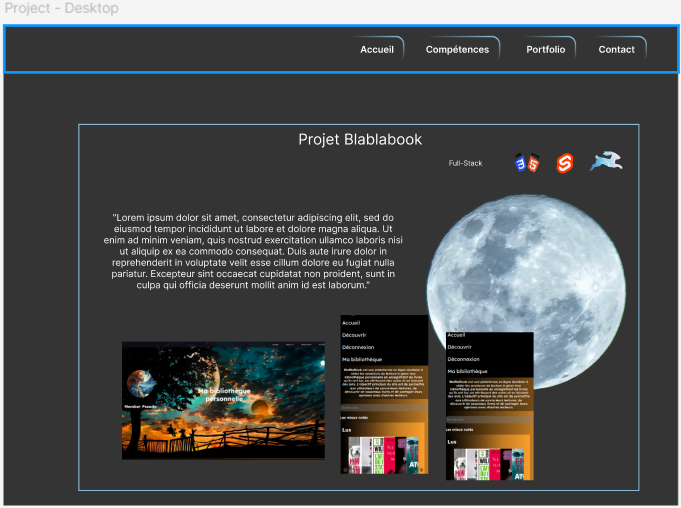 Project - Desktop
Accueil Compétences Portfolio Contact
Projet Blablabook
Full-Stack
"Lorem ipsum dolor sit amet, consectetur adipiscing elit, sed do
eiusmod tempor incididunt ut labore et dolore magna aliqua. Ut
enim ad minim veniam, quis nostrud exercitation ullamco laboris nisi
ut aliquip ex ea commodo consequat. Duis aute irure dolor in
reprehenderit in voluptate velit esse cillum dolore eu fugiat nulla
pariatur. Excepteur sint occaecat cupidatat non proident, sunt in
culpa qui officia deserunt mollit anim id est laborum."
Ma bibliothèque
personnelle
Member Pseudo
Accueil
Découvrir
Déconnexion
Ma bibliothèque
Les mieux notés
Lus
Accueil
Découvrir
Déconnexion
Ma bibliothèque
Les mieux notés
Lus